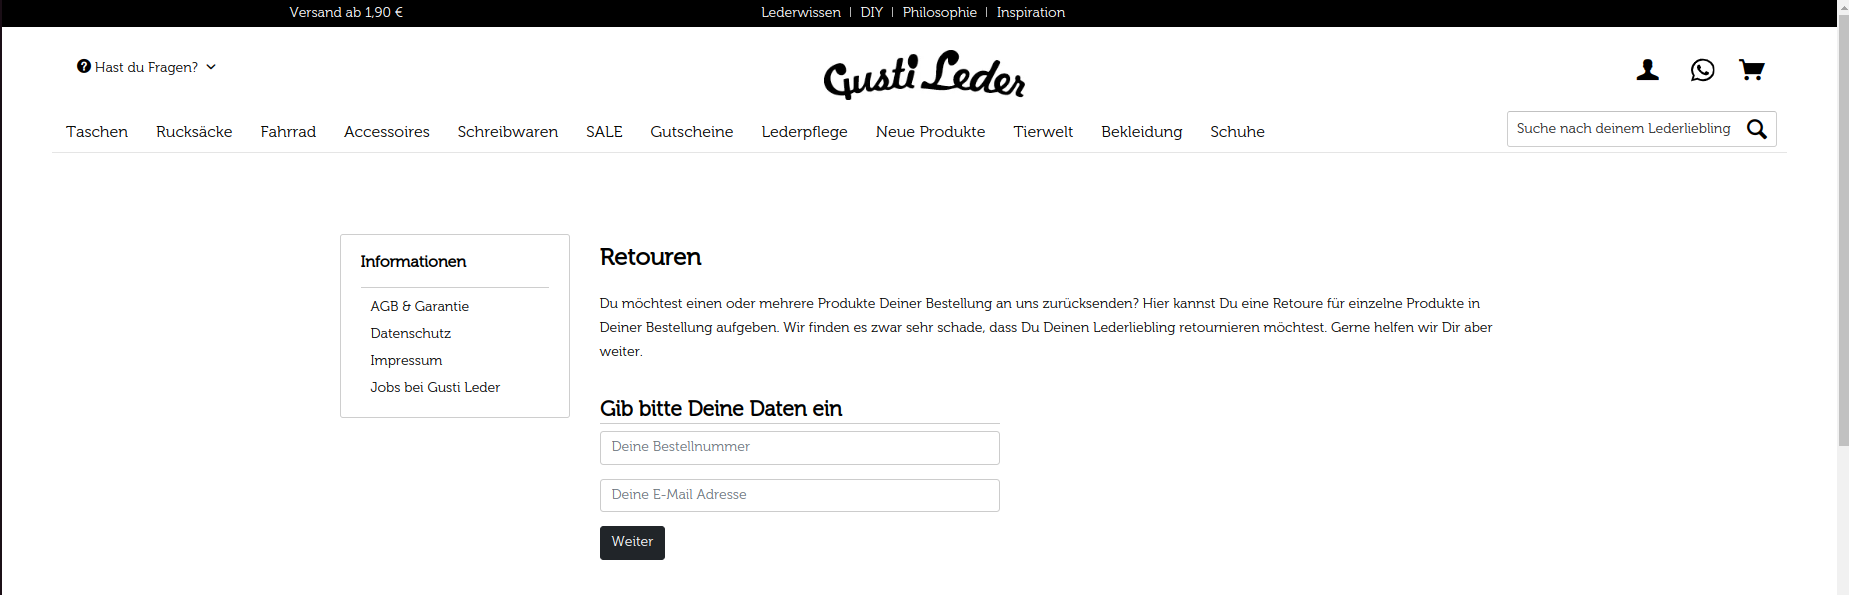 Versand ab 1,90 €
Lederwissen | DIY | Philosophie | Inspiration
Hast du Fragen?
Gusti Leder
Taschen Rucksäcke Fahrrad Accessoires Schreibwaren SALE Gutscheine Lederpflege Neue Produkte Tierwelt Bekleidung Schuhe
Suche nach deinem Lederliebling
Informationen
AGB & Garantie
Datenschutz
Impressum
Jobs bei Gusti Leder
Retouren
Du möchtest einen oder mehrere Produkte Deiner Bestellung an uns zurücksenden? Hier kannst Du eine Retoure für einzelne Produkte in
Deiner Bestellung aufgeben. Wir finden es zwar sehr schade, dass Du Deinen Lederliebling retournieren möchtest. Gerne helfen wir Dir aber
weiter.
Gib bitte Deine Daten ein
Deine Bestellnummer
Deine E-Mail Adresse
Weiter